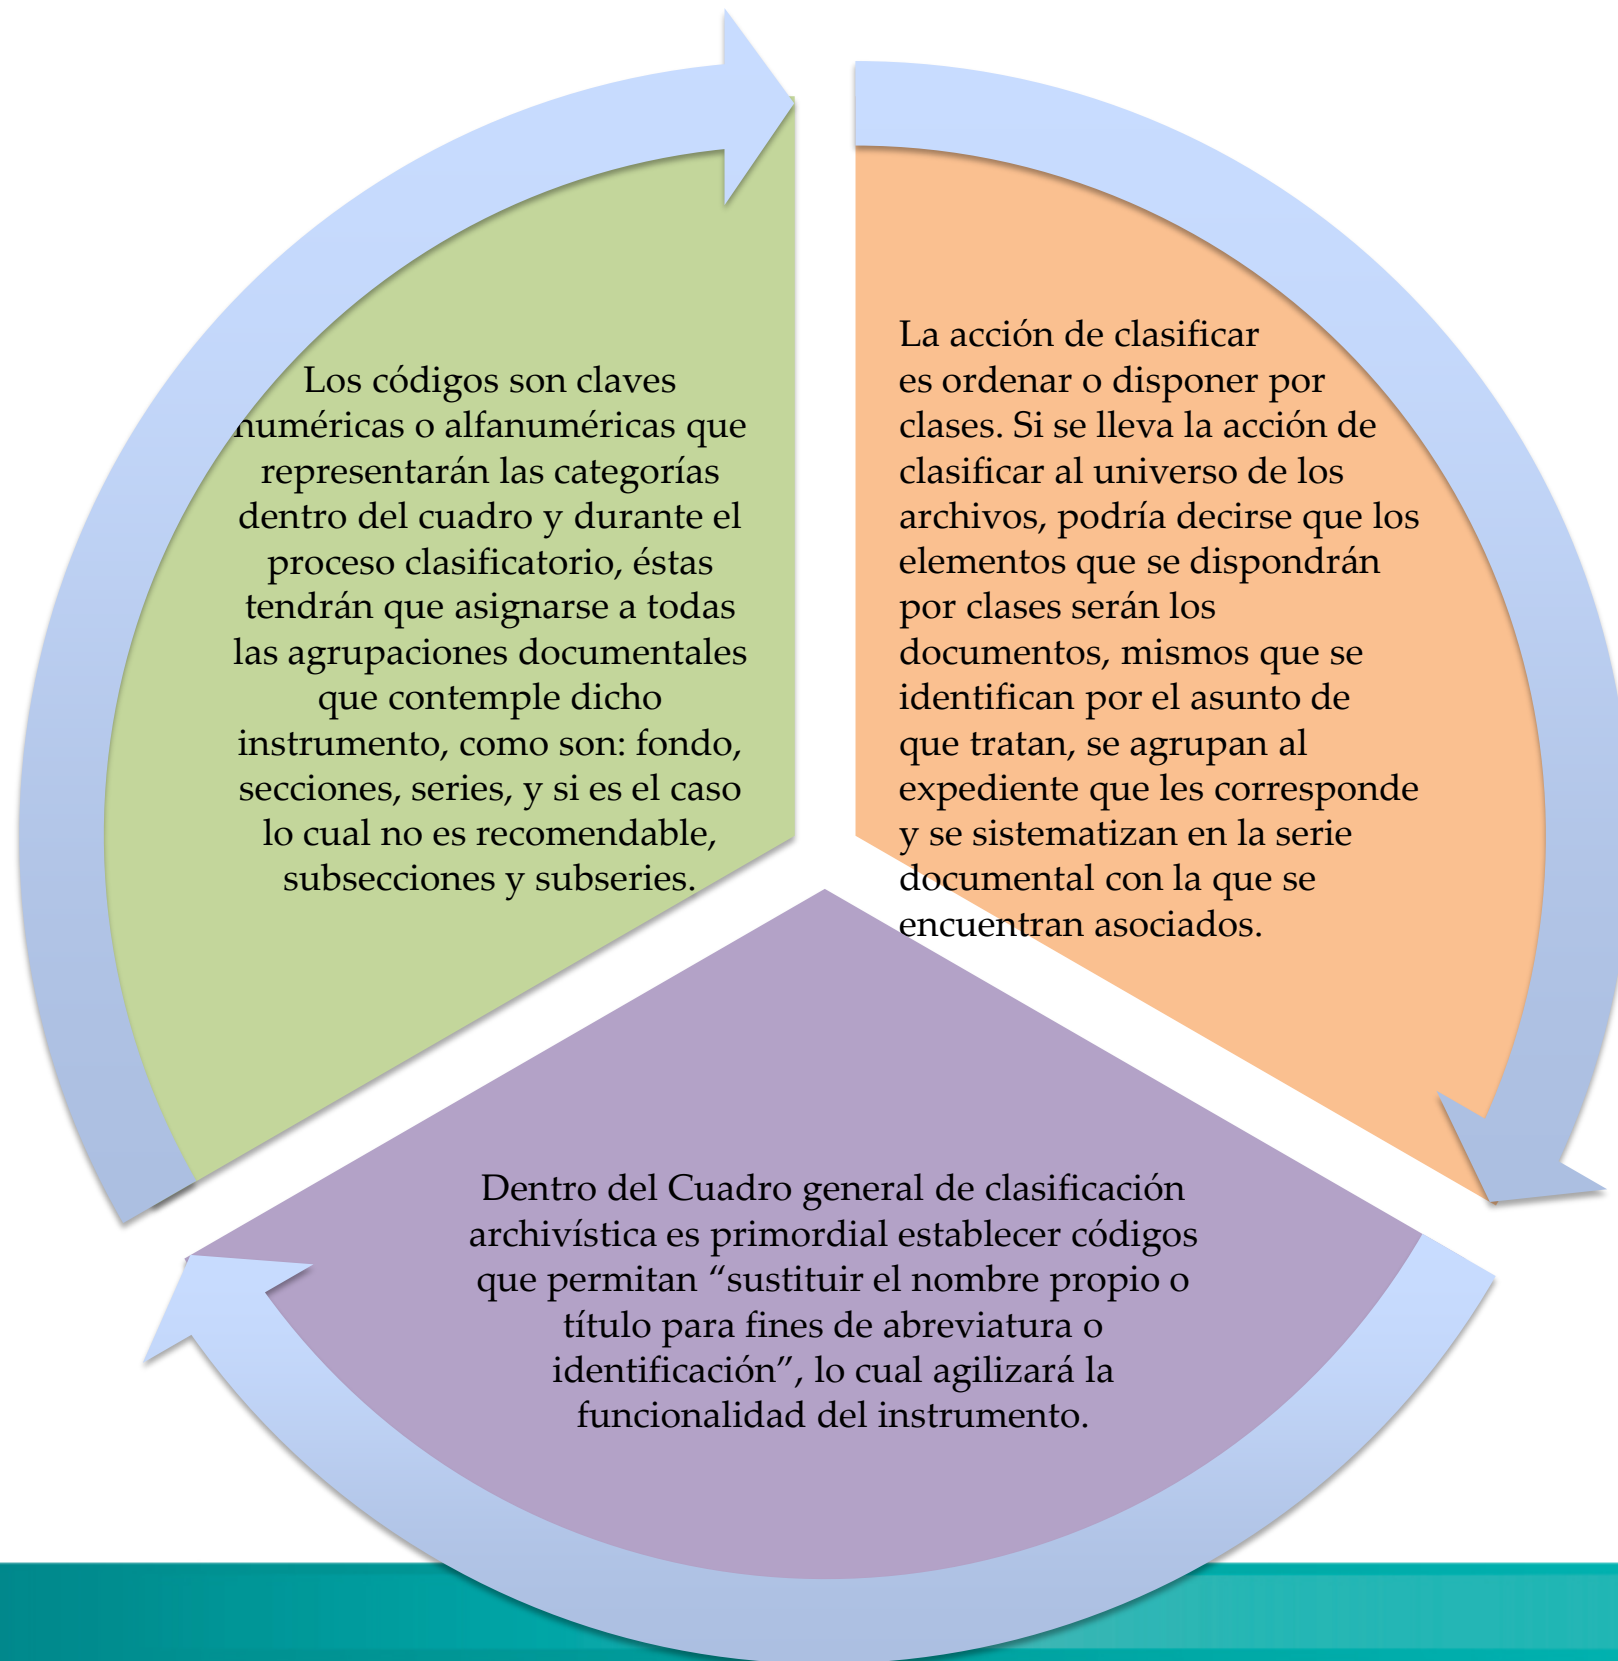 Los códigos son claves
numéricas o alfanuméricas que
representarán las categorías
dentro del cuadro y durante el
proceso clasificatorio, éstas
tendrán que asignarse a todas
las agrupaciones documentales
que contemple dicho
instrumento, como son: fondo,
secciones, series, y si es el caso
lo cual no es recomendable,
subsecciones y subseries.
La acción de clasificar
es ordenar o disponer por
clases. Si se lleva la acción de
clasificar al universo de los
archivos, podría decirse que los
elementos que se dispondrán
por clases serán los
documentos, mismos que se
identifican por el asunto de
que tratan, se agrupan al
expediente que les corresponde
y se sistematizan en la serie
documental con la que se
encuentran asociados.
Dentro del Cuadro general de clasificación
archivística es primordial establecer códigos
que permitan “sustituir el nombre propio o
título para fines de abreviatura o
identificación”, lo cual agilizará la
funcionalidad del instrumento.